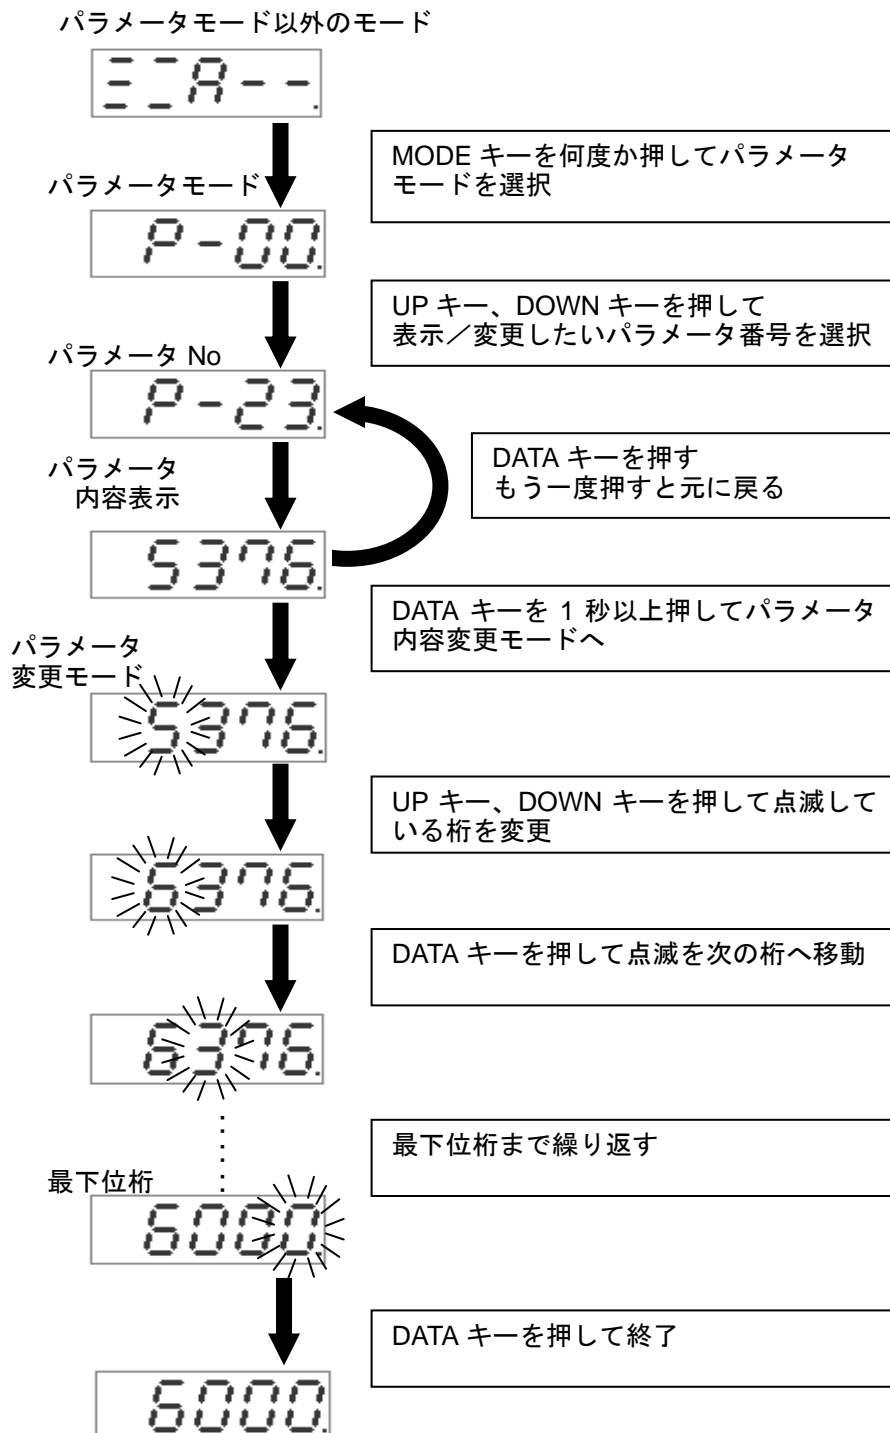 パラメータモード以外のモード
A--.
MODE キーを何度か押してパラメータ
モードを選択
パラメータモード
P-00.
UP キー、DOWN キーを押して
表示／変更したいパラメータ番号を選択
パラメータ No
P-23.
DATA キーを押す
もう一度押すと元に戻る
パラメータ
内容表示
5376.
DATA キーを 1 秒以上押してパラメータ
内容変更モードへ
パラメータ
変更モード
5376.
UP キー、DOWN キーを押して点滅して
いる桁を変更
6376.
DATA キーを押して点滅を次の桁へ移動
6376.
最下位桁まで繰り返す
最下位桁
6000.
DATA キーを押して終了
6000.